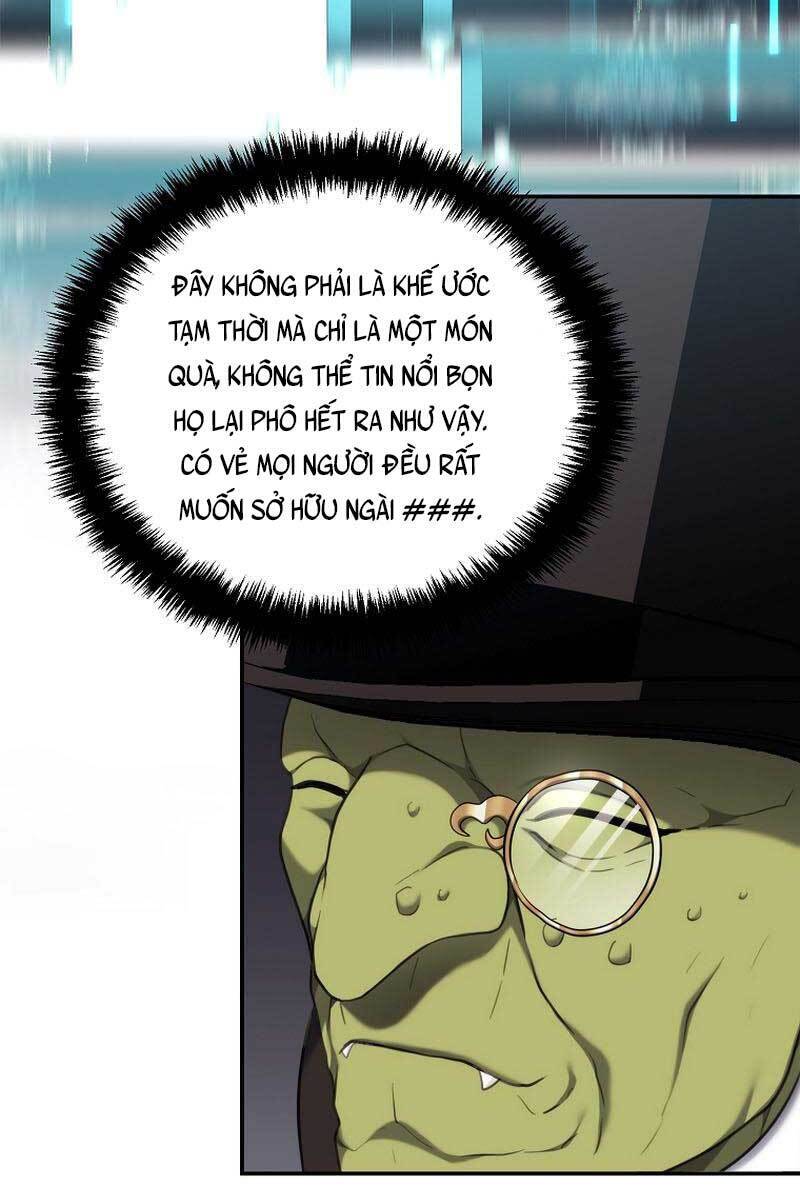 ĐÂY KHÔNG PHẢI LÀ KHẾ ƯỚC
TẠM THỜI MÀ CHỈ LÀ MỘT MÓN
QUÀ, KHÔNG THỂ TIN NỔI BỌN
HỌ LẠI PHÔ HẾT RA NHƯ VẬY.
CÓ VẺ MỌI NGƯỜI ĐỀU RẤT
MUỐN SỞ HỮU NGÀI ###.